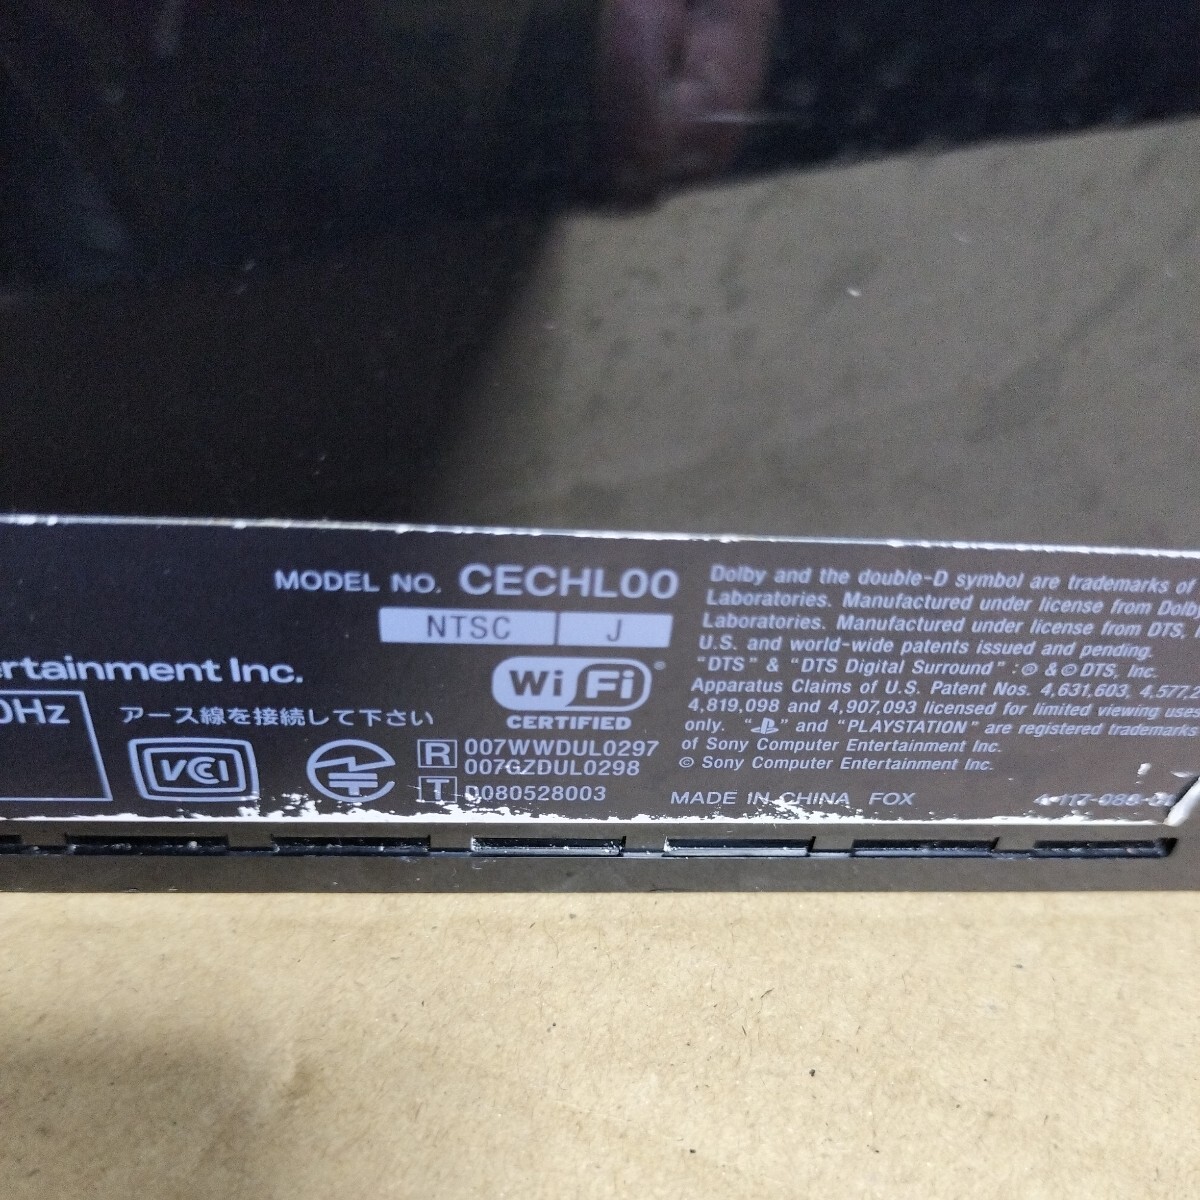 MODEL NO. CECHL00
NTSC J
ertainment Inc.
0Hz
アース線を接続して下さい
VCI
Wi Fi
CERTIFIED
R 007WWDUL0297
007GZDUL0298
T D080528003
Dolby and the double-D symbol are trademarks of
Laboratories. Manufactured under license from Dolby
Laboratories. Manufactured under license from DTS,
U.S. and world-wide patents issued and pending.
"DTS" & "DTS Digital Surround" : ® & © DTS, Inc.
Apparatus Claims of U.S. Patent Nos. 4,631,603, 4,577,2
4,819,098 and 4,907,093 licensed for limited viewing uses
only. " " and "PLAYSTATION" are registered trademarks
of Sony Computer Entertainment Inc.
© Sony Computer Entertainment Inc.
MADE IN CHINA FOX